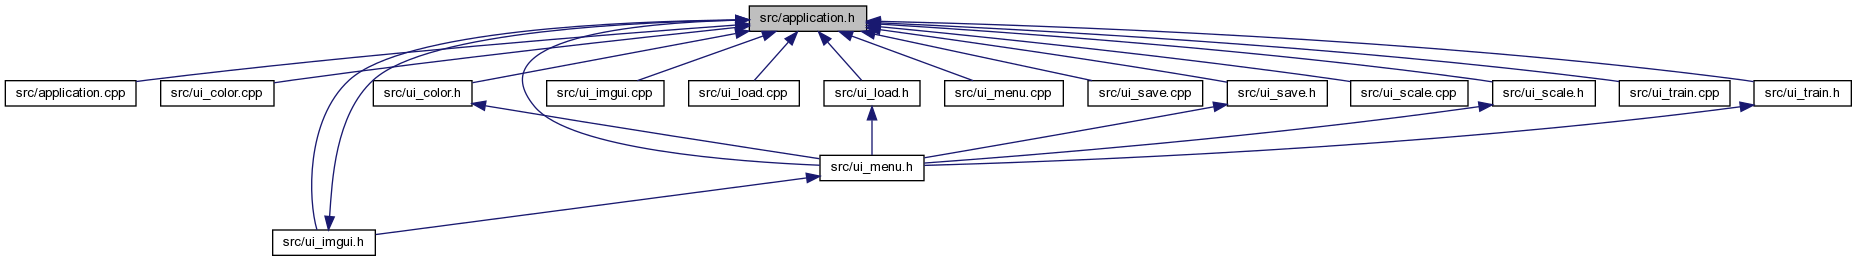 src/application.h
src/application.cpp
src/ui_color.cpp
src/ui_color.h
src/ui_imgui.cpp
src/ui_load.cpp
src/ui_load.h
src/ui_menu.cpp
src/ui_save.cpp
src/ui_save.h
src/ui_scale.cpp
src/ui_scale.h
src/ui_train.cpp
src/ui_train.h
src/ui_menu.h
src/ui_imgui.h